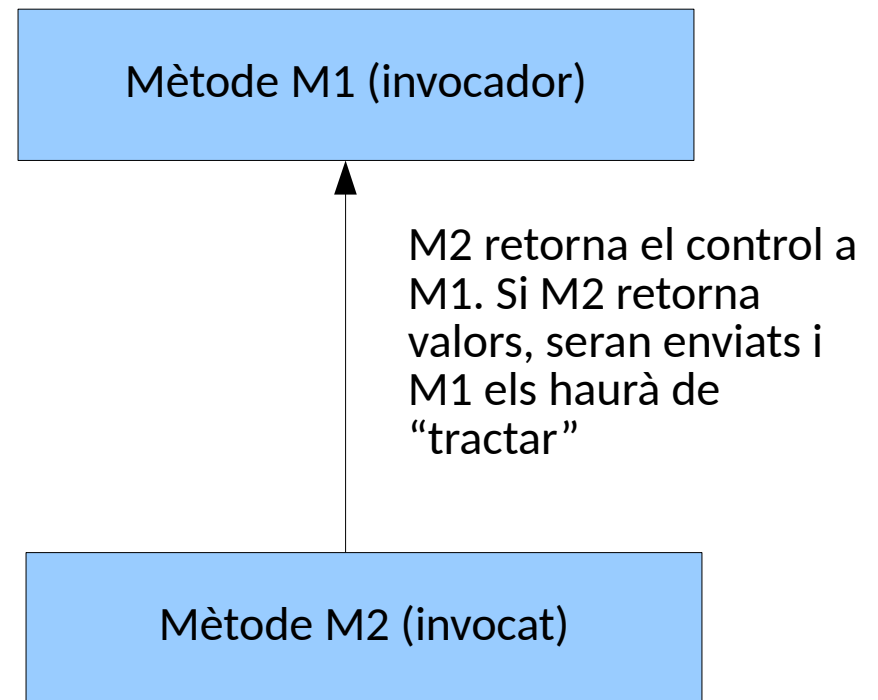 Mètode M1 (invocador)
M2 retorna el control a
M1. Si M2 retorna
valors, seran enviats i
M1 els haurà de
“tractar”
Mètode M2 (invocat)